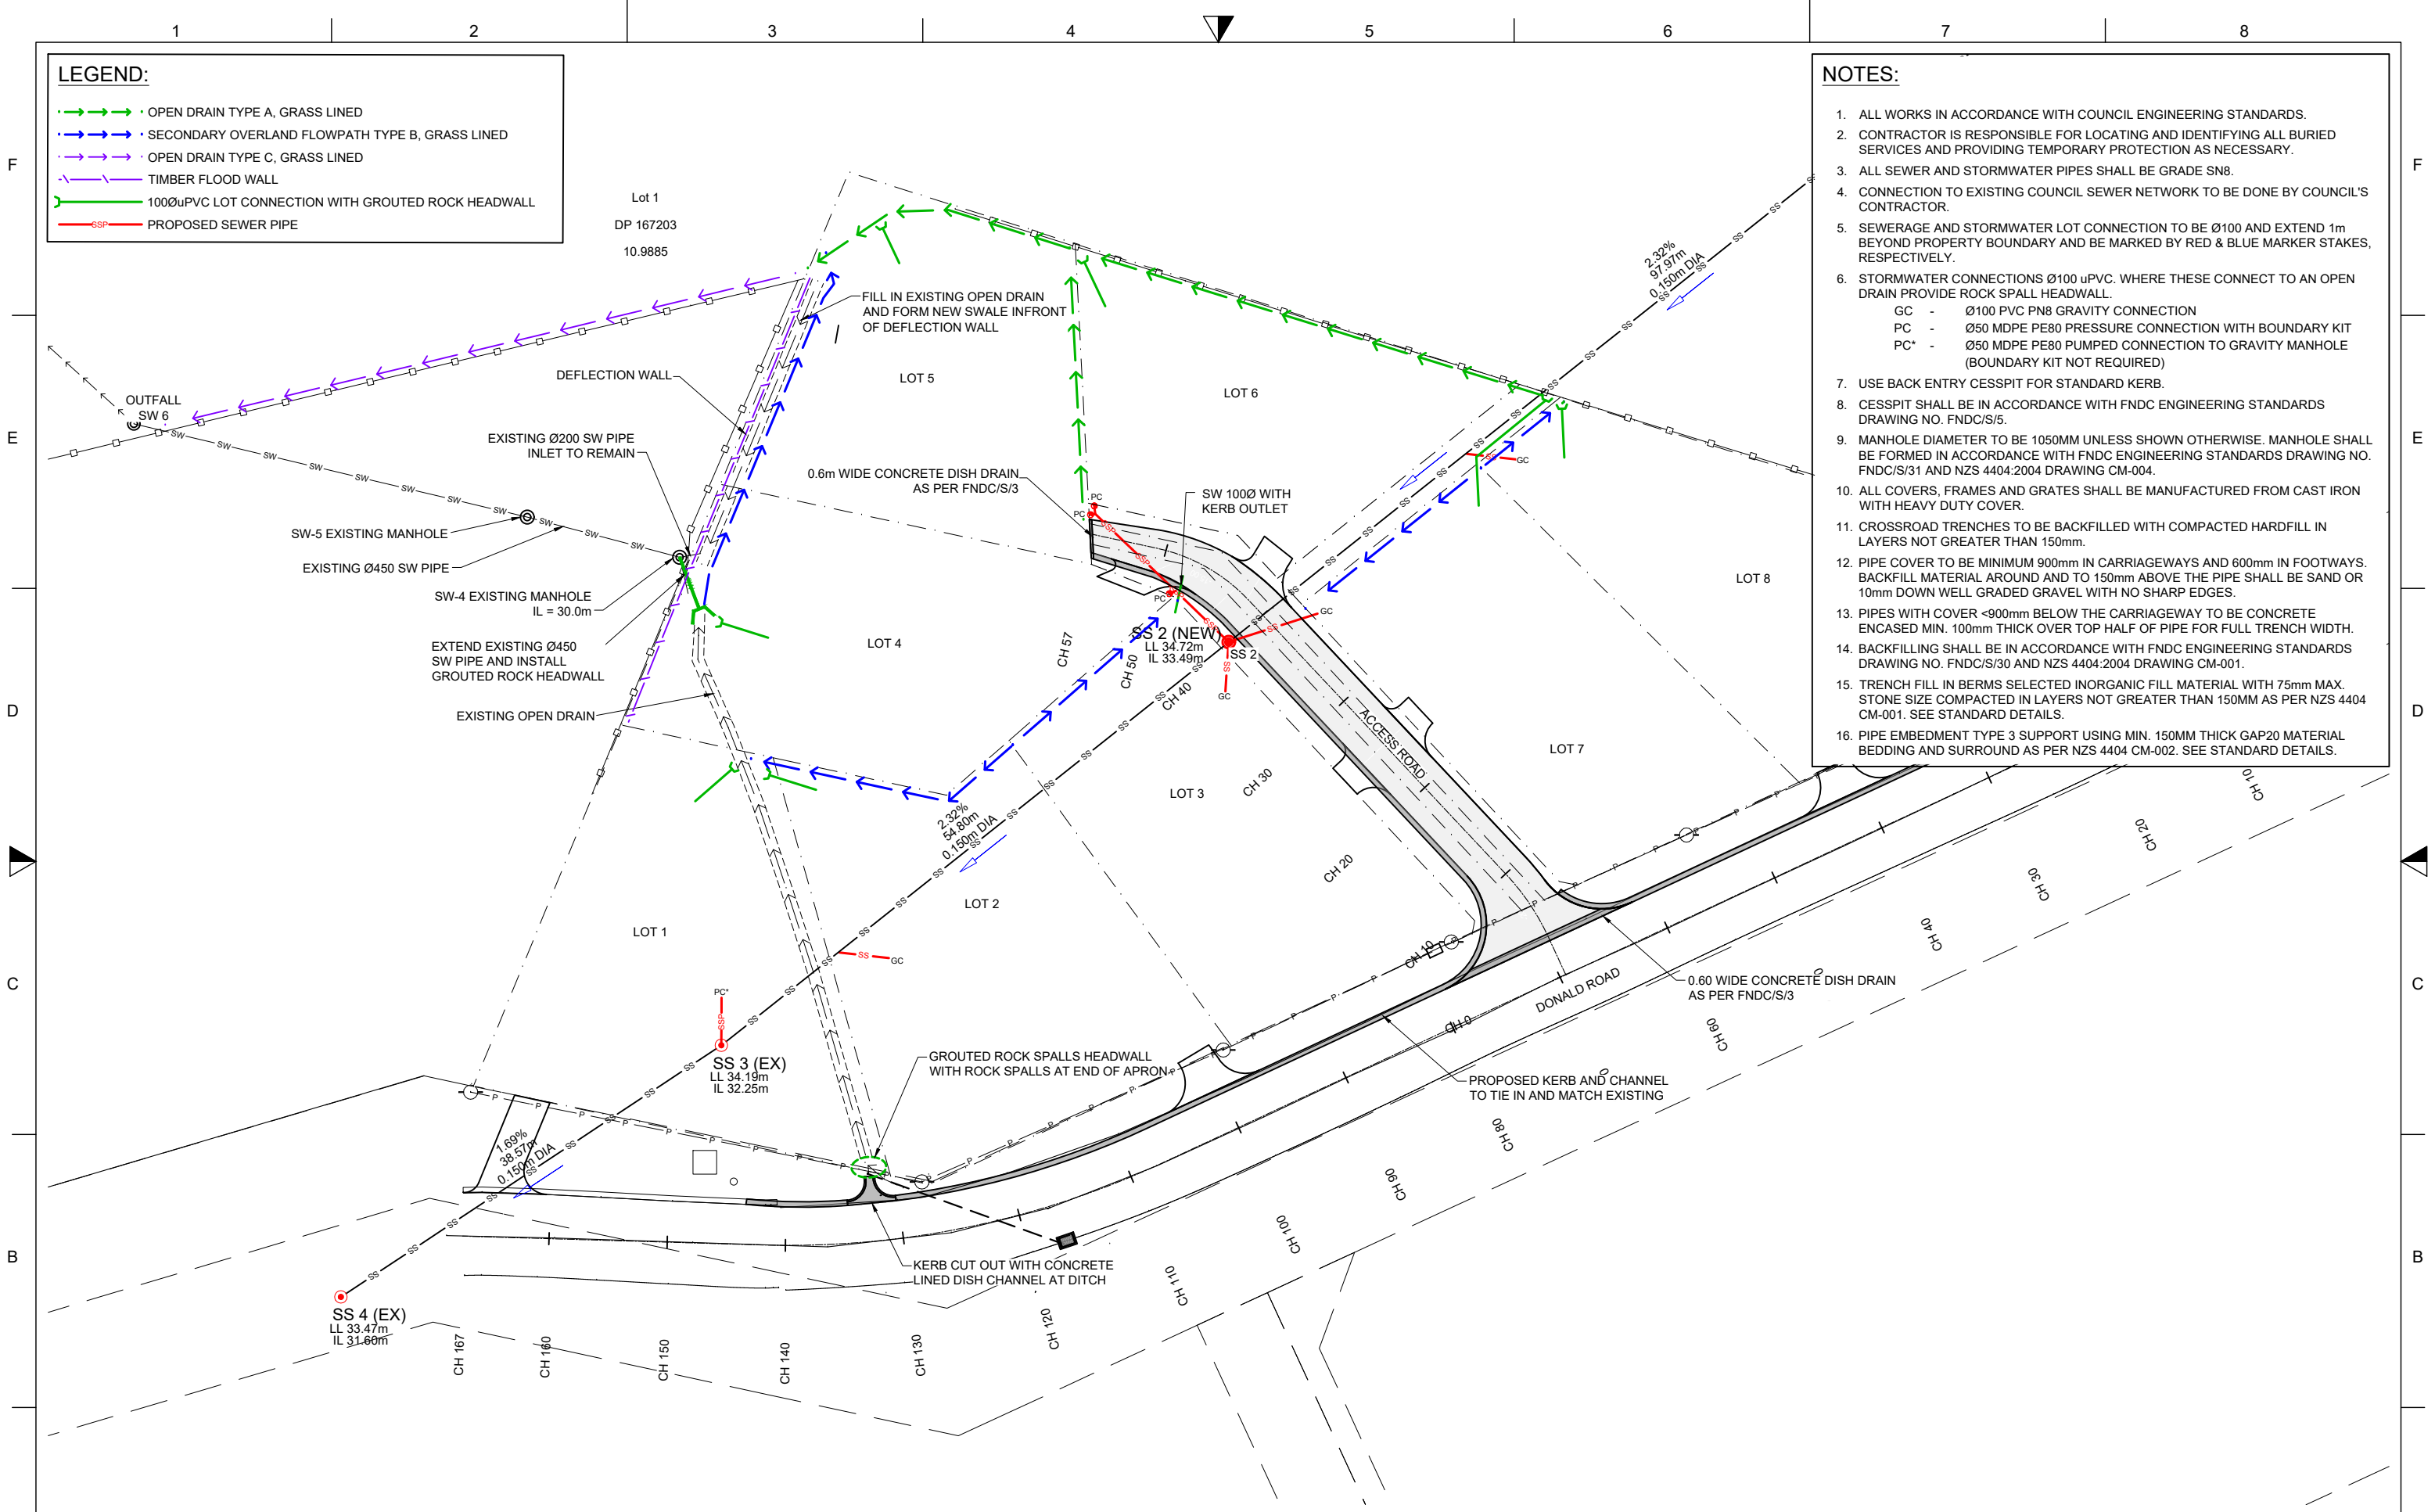 1 2 3 4 5 6 7 8
LEGEND:
OPEN DRAIN TYPE A, GRASS LINED
SECONDARY OVERLAND FLOWPATH TYPE B, GRASS LINED
OPEN DRAIN TYPE C, GRASS LINED
TIMBER FLOOD WALL
100ØuPVC LOT CONNECTION WITH GROUTED ROCK HEADWALL
SSP PROPOSED SEWER PIPE
NOTES:
1. ALL WORKS IN ACCORDANCE WITH COUNCIL ENGINEERING STANDARDS.
2. CONTRACTOR IS RESPONSIBLE FOR LOCATING AND IDENTIFYING ALL BURIED
SERVICES AND PROVIDING TEMPORARY PROTECTION AS NECESSARY.
3. ALL SEWER AND STORMWATER PIPES SHALL BE GRADE SN8.
4. CONNECTION TO EXISTING COUNCIL SEWER NETWORK TO BE DONE BY COUNCIL'S
CONTRACTOR.
5. SEWERAGE AND STORMWATER LOT CONNECTION TO BE Ø100 AND EXTEND 1m
BEYOND PROPERTY BOUNDARY AND BE MARKED BY RED & BLUE MARKER STAKES,
RESPECTIVELY.
6. STORMWATER CONNECTIONS Ø100 uPVC. WHERE THESE CONNECT TO AN OPEN
DRAIN PROVIDE ROCK SPALL HEADWALL.
GC - Ø100 PVC PN8 GRAVITY CONNECTION
PC - Ø50 MDPE PE80 PRESSURE CONNECTION WITH BOUNDARY KIT
PC* - Ø50 MDPE PE80 PUMPED CONNECTION TO GRAVITY MANHOLE
(BOUNDARY KIT NOT REQUIRED)
7. USE BACK ENTRY CESSPIT FOR STANDARD KERB.
8. CESSPIT SHALL BE IN ACCORDANCE WITH FNDC ENGINEERING STANDARDS
DRAWING NO. FNDC/S/5.
9. MANHOLE DIAMETER TO BE 1050MM UNLESS SHOWN OTHERWISE. MANHOLE SHALL
BE FORMED IN ACCORDANCE WITH FNDC ENGINEERING STANDARDS DRAWING NO.
FNDC/S/31 AND NZS 4404:2004 DRAWING CM-004.
10. ALL COVERS, FRAMES AND GRATES SHALL BE MANUFACTURED FROM CAST IRON
WITH HEAVY DUTY COVER.
11. CROSSROAD TRENCHES TO BE BACKFILLED WITH COMPACTED HARDFILL IN
LAYERS NOT GREATER THAN 150mm.
12. PIPE COVER TO BE MINIMUM 900mm IN CARRIAGEWAYS AND 600mm IN FOOTWAYS.
BACKFILL MATERIAL AROUND AND TO 150mm ABOVE THE PIPE SHALL BE SAND OR
10mm DOWN WELL GRADED GRAVEL WITH NO SHARP EDGES.
13. PIPES WITH COVER <900mm BELOW THE CARRIAGEWAY TO BE CONCRETE
ENCASED MIN. 100mm THICK OVER TOP HALF OF PIPE FOR FULL TRENCH WIDTH.
14. BACKFILLING SHALL BE IN ACCORDANCE WITH FNDC ENGINEERING STANDARDS
DRAWING NO. FNDC/S/30 AND NZS 4404:2004 DRAWING CM-001.
15. TRENCH FILL IN BERMS SELECTED INORGANIC FILL MATERIAL WITH 75mm MAX.
STONE SIZE COMPACTED IN LAYERS NOT GREATER THAN 150MM AS PER NZS 4404
CM-001. SEE STANDARD DETAILS.
16. PIPE EMBEDMENT TYPE 3 SUPPORT USING MIN. 150MM THICK GAP20 MATERIAL
BEDDING AND SURROUND AS PER NZS 4404 CM-002. SEE STANDARD DETAILS.
F
F
E
E
D
D
C
C
B
B
Lot 1
DP 167203
10.9885
2.32%
97.97m
0.150m DIA
FILL IN EXISTING OPEN DRAIN
AND FORM NEW SWALE INFRONT
OF DEFLECTION WALL
DEFLECTION WALL
LOT 5
LOT 6
OUTFALL
SW 6
EXISTING Ø200 SW PIPE
INLET TO REMAIN
0.6m WIDE CONCRETE DISH DRAIN
AS PER FNDC/S/3
SW 100Ø WITH
KERB OUTLET
SW-5 EXISTING MANHOLE
EXISTING Ø450 SW PIPE
SW-4 EXISTING MANHOLE
IL = 30.0m
EXTEND EXISTING Ø450
SW PIPE AND INSTALL
GROUTED ROCK HEADWALL
EXISTING OPEN DRAIN
PC
PC
PC
GC
GC
GC
LOT 8
LOT 4
CH 57
CH 50
CH 40
SS 2 (NEW)
LL 34.72m
IL 33.49m
SS 2
ACCESS ROAD
LOT 7
LOT 3
CH 30
CH 20
CH 10
CH 0
2.32%
54.80m
0.150m DIA
LOT 2
LOT 1
GC
PC*
SSP
SS 3 (EX)
LL 34.19m
IL 32.25m
DONALD ROAD
0.60 WIDE CONCRETE DISH DRAIN
AS PER FNDC/S/3
GROUTED ROCK SPALLS HEADWALL
WITH ROCK SPALLS AT END OF APRON
PROPOSED KERB AND CHANNEL
TO TIE IN AND MATCH EXISTING
1.69%
38.57m
0.150m DIA
KERB CUT OUT WITH CONCRETE
LINED DISH CHANNEL AT DITCH
SS 4 (EX)
LL 33.47m
IL 31.60m
CH 167
CH 160
CH 150
CH 140
CH 130
CH 120
CH 110
CH 100
CH 90
CH 80
CH 60
CH 40
CH 30
CH 20
CH 10